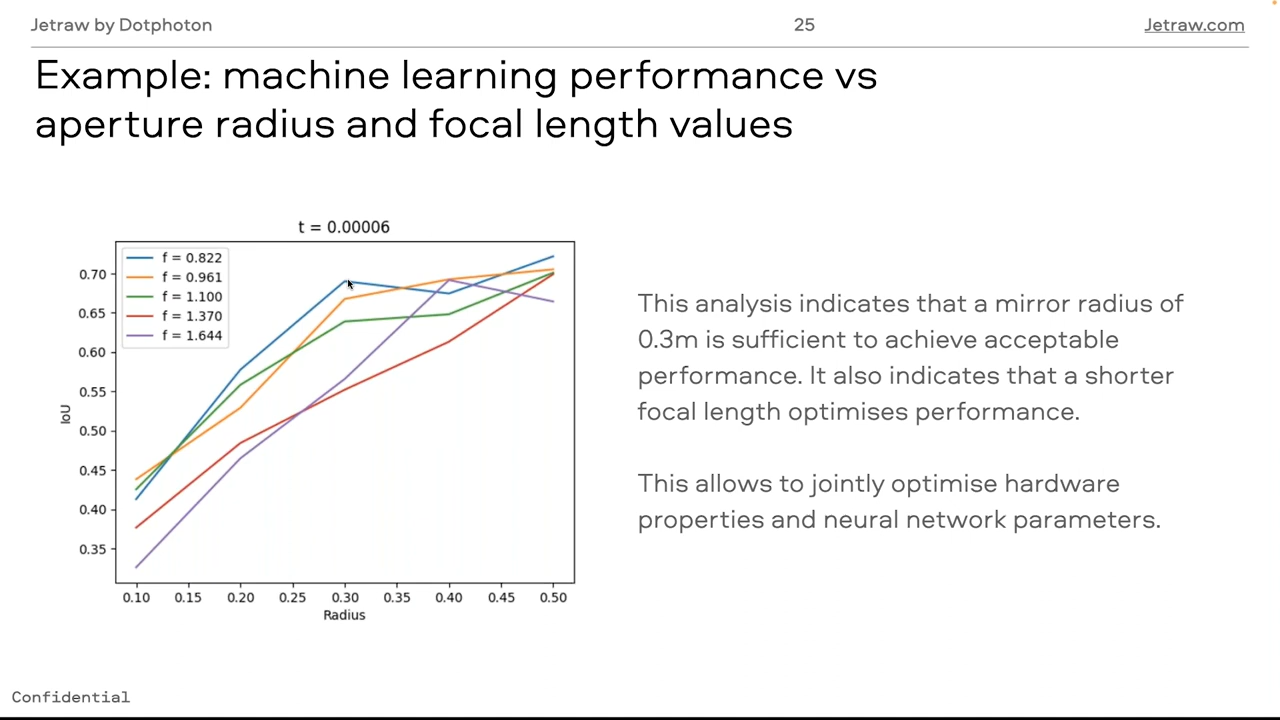 Jetraw by Dotphoton
25
Jetraw.com
Example: machine learning performance vs
aperture radius and focal length values
t = 0.00006
f = 0.822
f = 0.961
f = 1.100
f = 1.370
f = 1.644
0.70
0.65
0.60
0.55
0.50
0.45
0.40
0.35
IoU
0.10 0.15 0.20 0.25 0.30 0.35 0.40 0.45 0.50
Radius
This analysis indicates that a mirror radius of
0.3m is sufficient to achieve acceptable
performance. It also indicates that a shorter
focal length optimises performance.
This allows to jointly optimise hardware
properties and neural network parameters.
Confidential